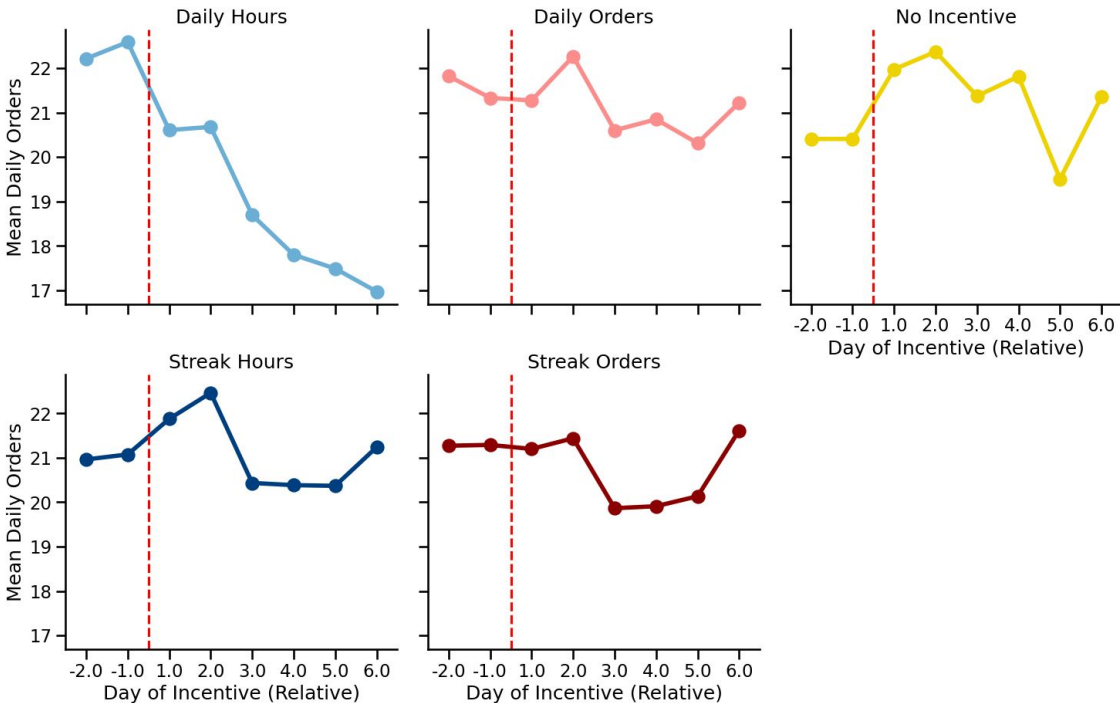 Daily Hours
Mean Daily Orders
22
21
20
19
18
17
Daily Orders
No Incentive
-2.0 -1.0 1.0 2.0 3.0 4.0 5.0 6.0
Day of Incentive (Relative)
Streak Hours
Mean Daily Orders
22
21
20
19
18
17
-2.0 -1.0 1.0 2.0 3.0 4.0 5.0 6.0
Day of Incentive (Relative)
Streak Orders
-2.0 -1.0 1.0 2.0 3.0 4.0 5.0 6.0
Day of Incentive (Relative)